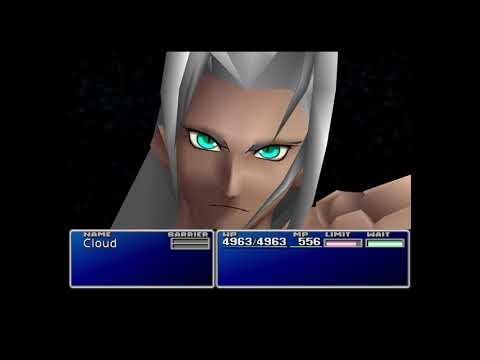 NAME BARRIER HP MP LIMIT WAIT
Cloud 4963/4963 556